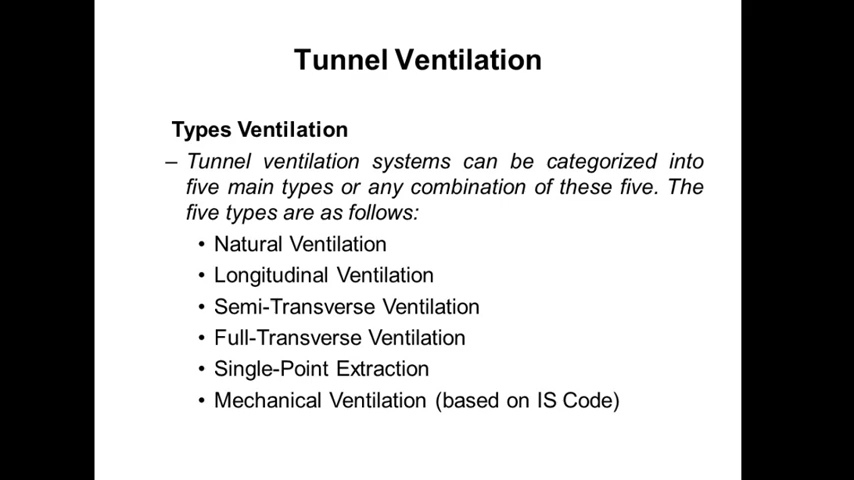 Tunnel Ventilation
Types Ventilation
– Tunnel ventilation systems can be categorized into
five main types or any combination of these five. The
five types are as follows:
• Natural Ventilation
• Longitudinal Ventilation
• Semi-Transverse Ventilation
• Full-Transverse Ventilation
• Single-Point Extraction
• Mechanical Ventilation (based on IS Code)